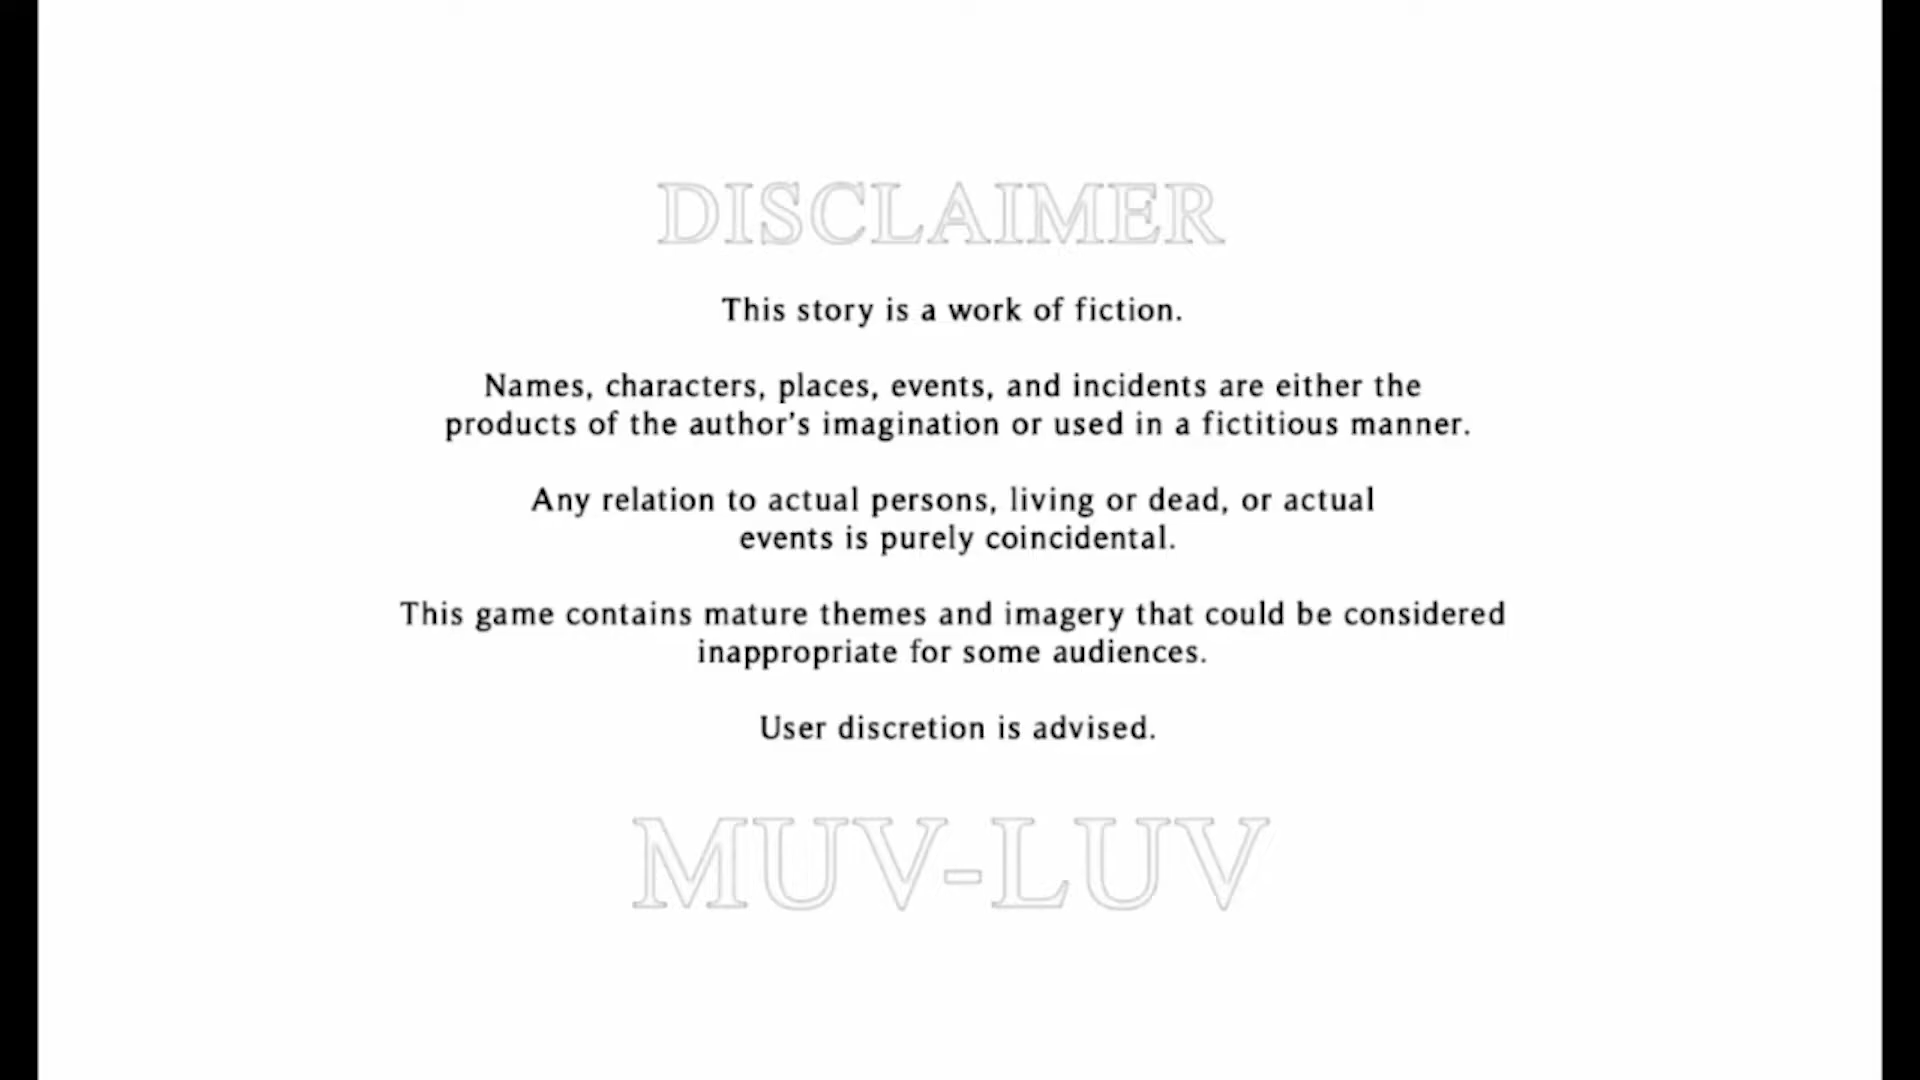 DISCLAIMER
This story is a work of fiction.
Names, characters, places, events, and incidents are either the
products of the author's imagination or used in a fictitious manner.
Any relation to actual persons, living or dead, or actual
events is purely coincidental.
This game contains mature themes and imagery that could be considered
inappropriate for some audiences.
User discretion is advised.
MUV-LUV